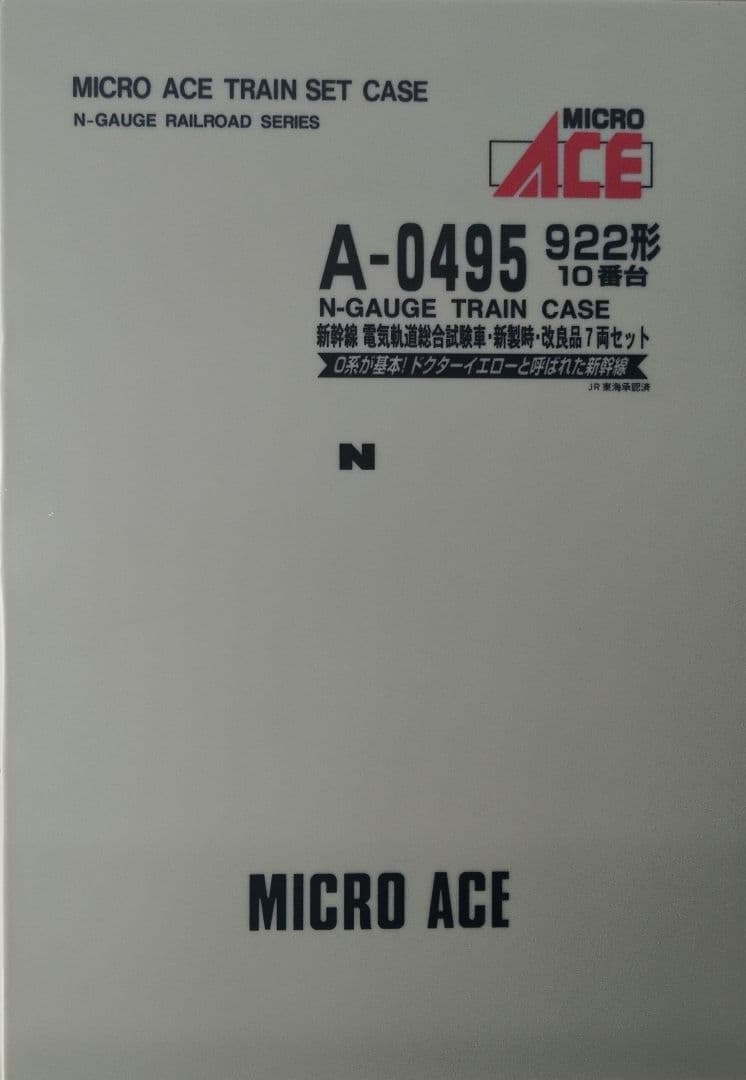 MICRO ACE TRAIN SET CASE
N-GAUGE RAILROAD SERIES
MICRO
ACE
A-0495 922形
10番台
N-GAUGE TRAIN CASE
新幹線 電気軌道総合試験車・新製時・改良品7両セット
0系が基本!ドクターイエローと呼ばれた新幹線
JR東海承認済
N
MICRO ACE